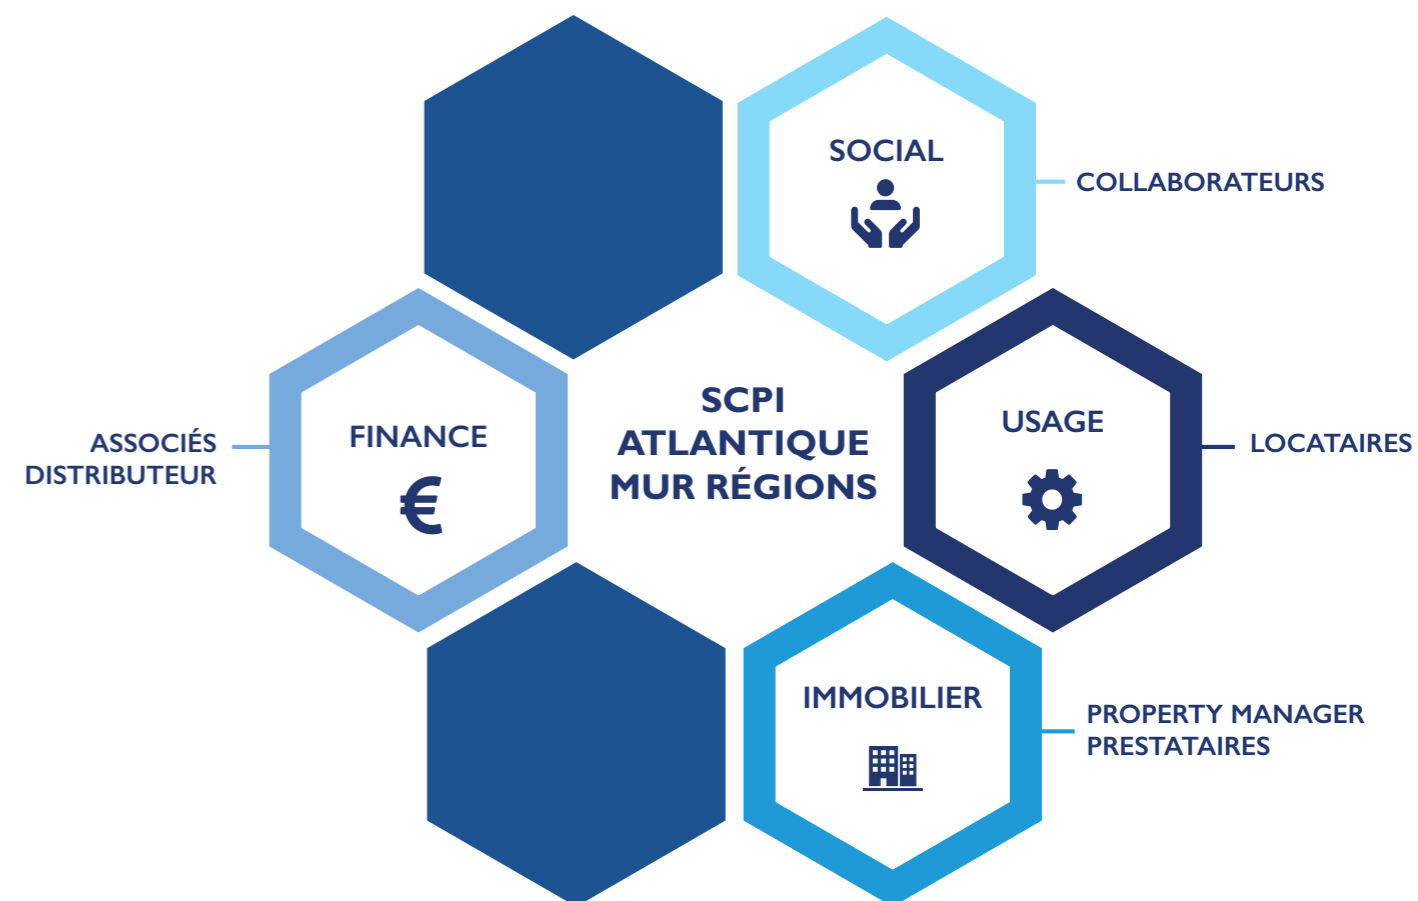 SOCIAL
COLLABORATEURS
SCPI
ATLANTIQUE
MUR RÉGIONS
FINANCE
€
ASSOCIÉS
DISTRIBUTEUR
USAGE
LOCATAIRES
IMMOBILIER
PROPERTY MANAGER
PRESTATAIRES